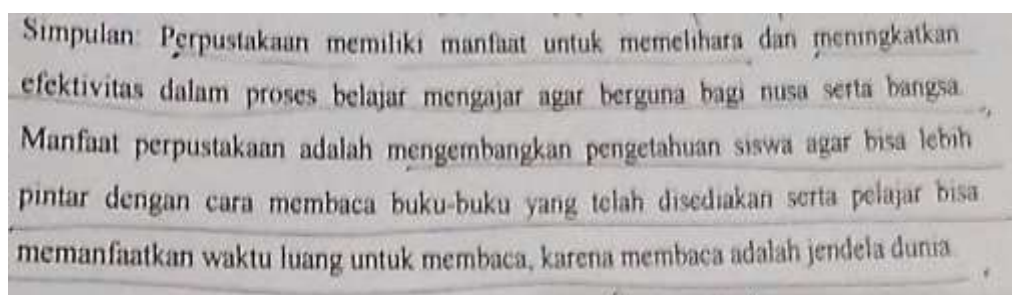 Simpulan: Perpustakaan memiliki manfaat untuk memelihara dan meningkatkan
efektivitas dalam proses belajar mengajar agar berguna bagi nusa serta bangsa.
Manfaat perpustakaan adalah mengembangkan pengetahuan siswa agar bisa lebih
pintar dengan cara membaca buku-buku yang telah disediakan serta pelajar bisa
memanfaatkan waktu luang untuk membaca, karena membaca adalah jendela dunia.